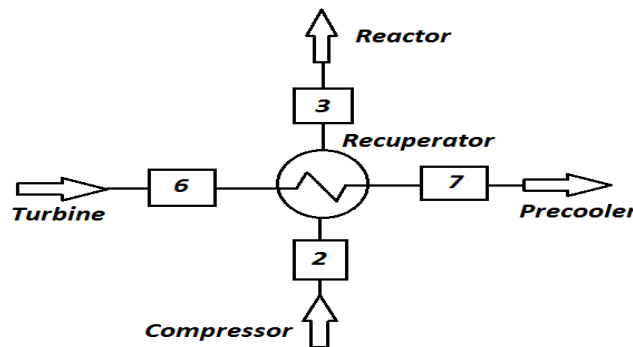 Reactor
3
Recuperator
6
7
Turbine
Precooler
2
Compressor